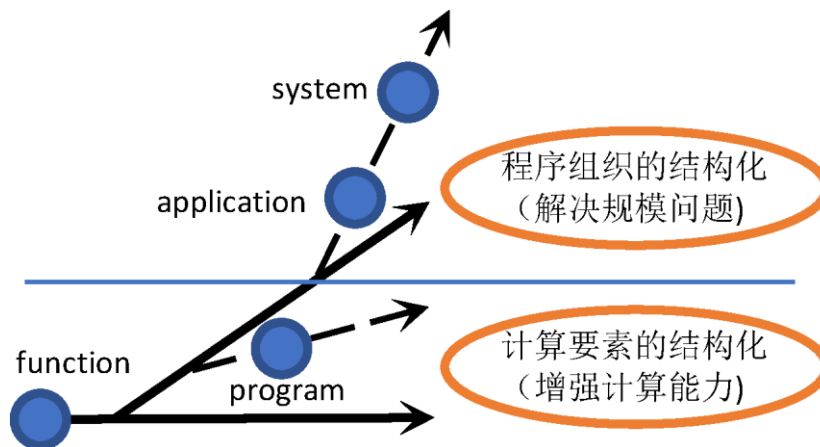 system
application
程序组织的结构化
（解决规模问题)
function
program
计算要素的结构化
（增强计算能力)